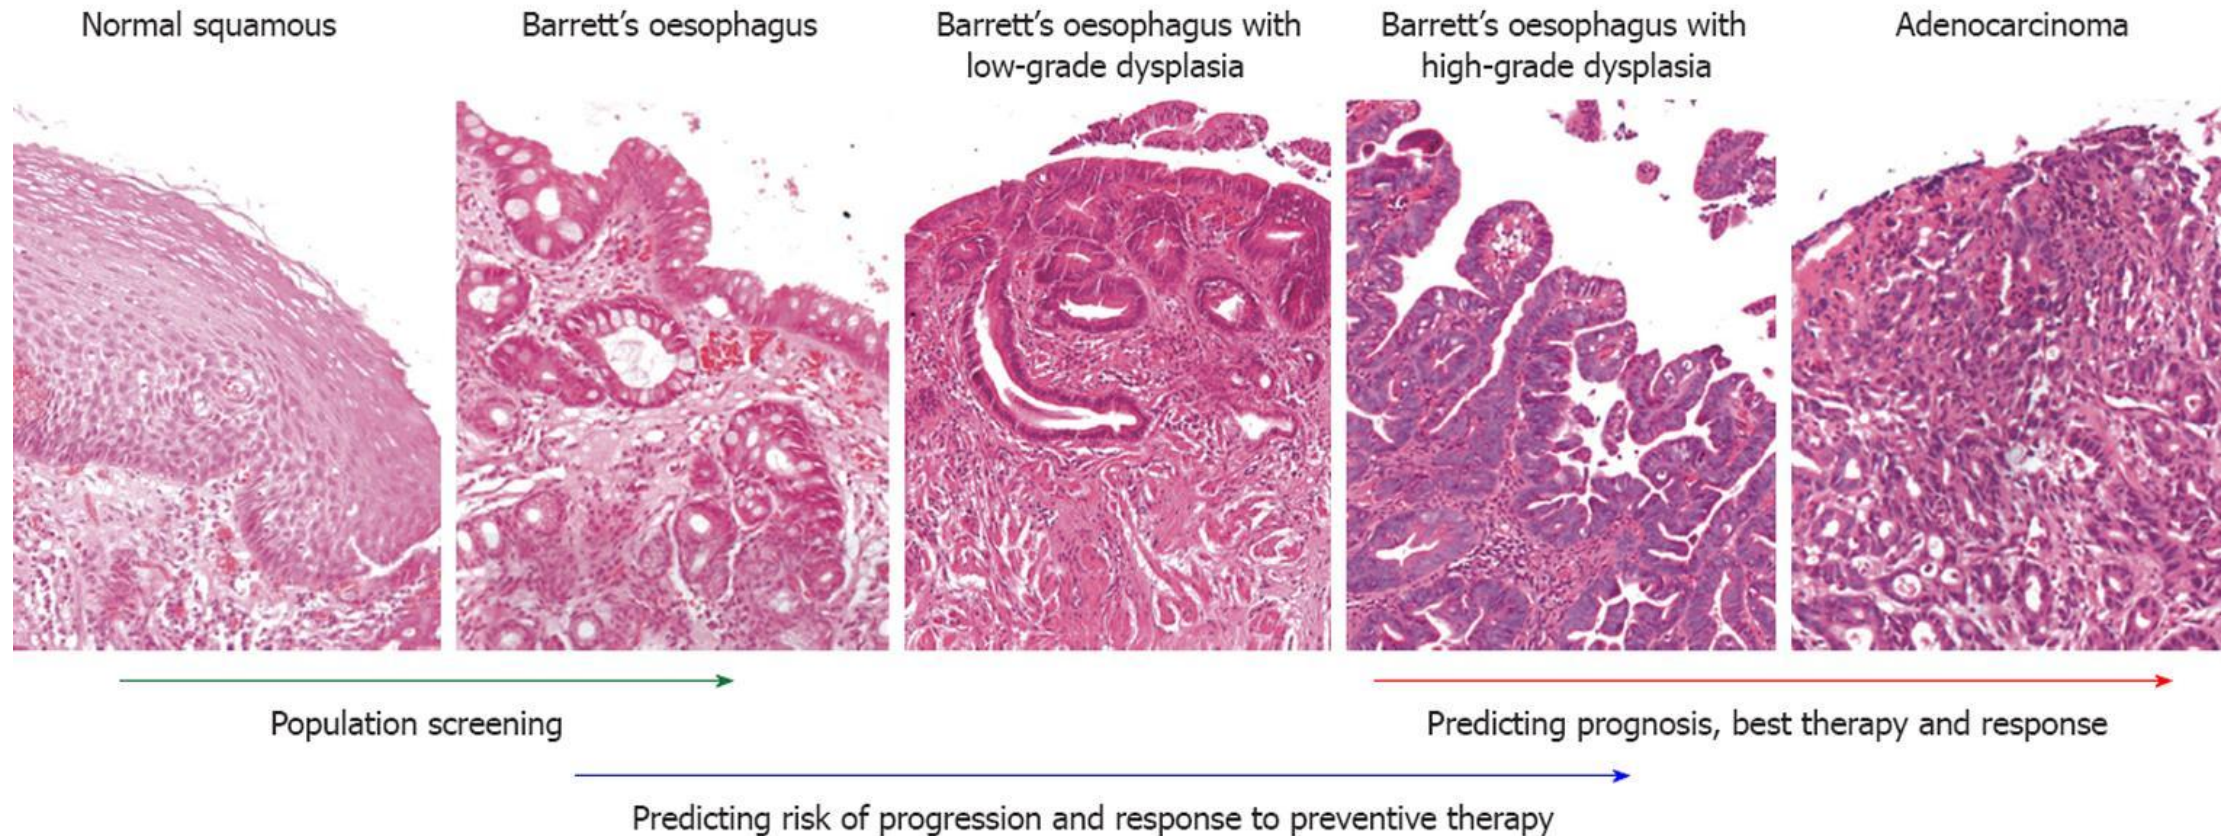 Normal squamous
Barrett's oesophagus
Barrett's oesophagus with
low-grade dysplasia
Barrett's oesophagus with
high-grade dysplasia
Adenocarcinoma
Population screening
Predicting prognosis, best therapy and response
Predicting risk of progression and response to preventive therapy